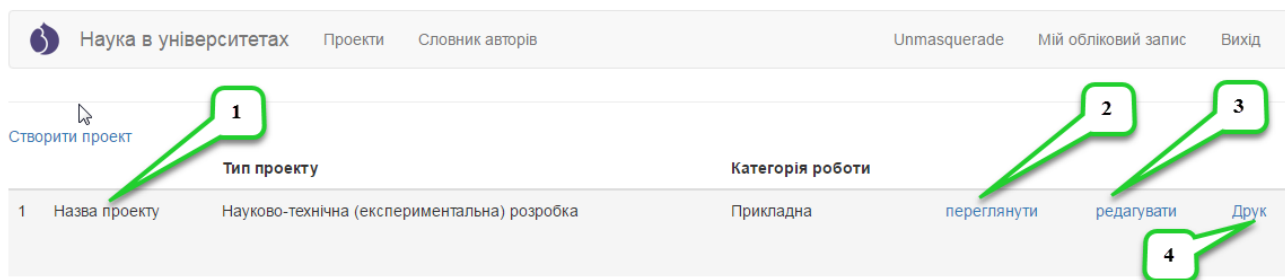 Наука в університетах Проекти Словник авторів Unmasquerade Мій обліковий запис Вихід
1 2 3
Створити проект
Тип проекту Категорія роботи
1 Назва проекту Науково-технічна (експериментальна) розробка Прикладна переглянути редагувати Друк
4